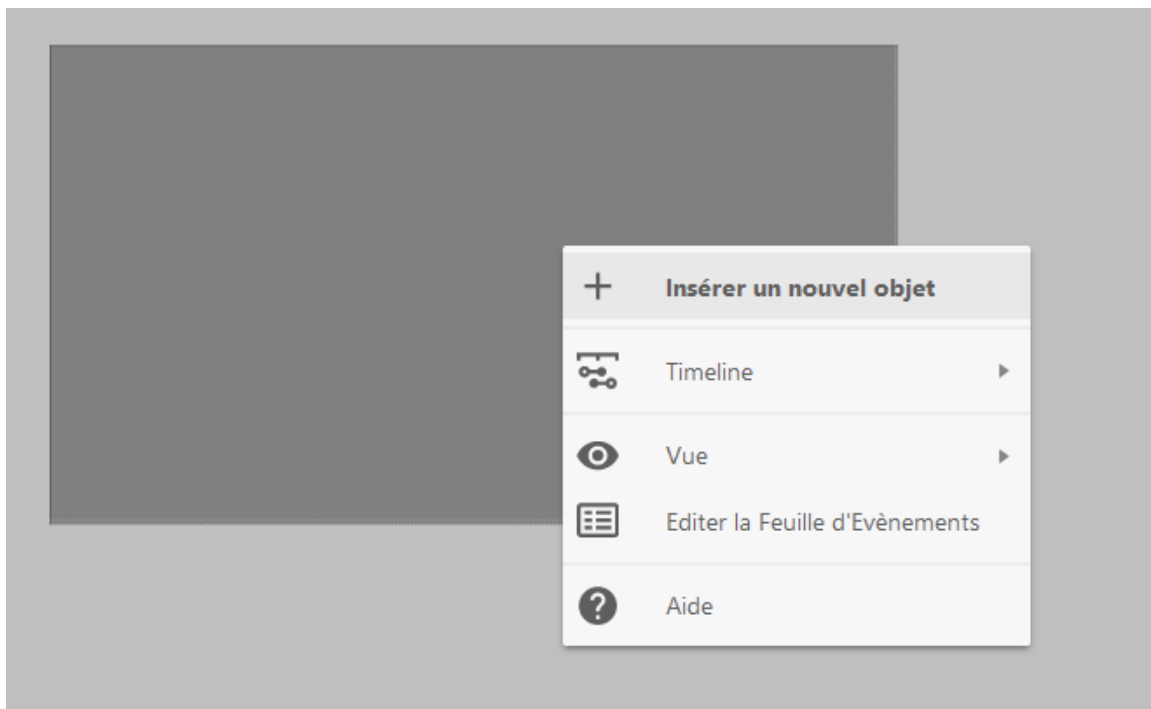 Insérer un nouvel objet
Timeline
Vue
Editer la Feuille d'Evènements
Aide